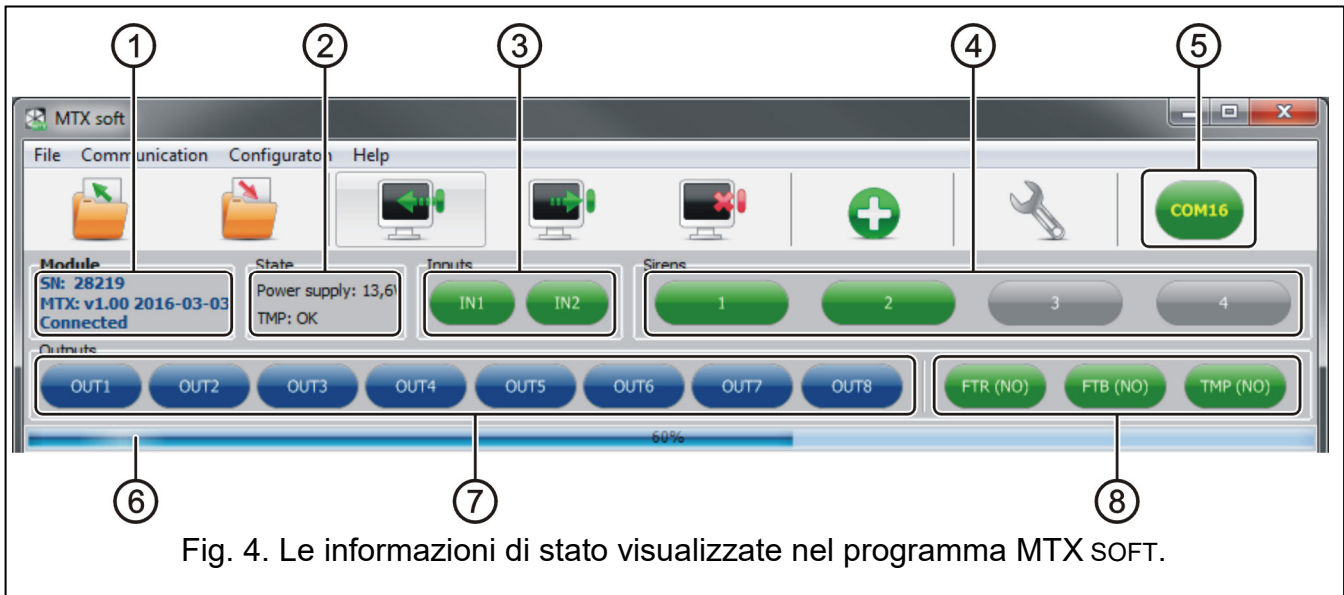 1 2 3 4 5
MTX soft
File Communication Configuraton Help
COM16
Module State Inputs Sirens
SN: 28219
MTX: v1.00 2016-03-03
Connected
Power supply: 13,6V
TMP: OK
IN1 IN2
1 2 3 4
Outputs
OUT1 OUT2 OUT3 OUT4 OUT5 OUT6 OUT7 OUT8 FTR (NO) FTB (NO) TMP (NO)
60%
6 7 8
Fig. 4. Le informazioni di stato visualizzate nel programma MTX SOFT.